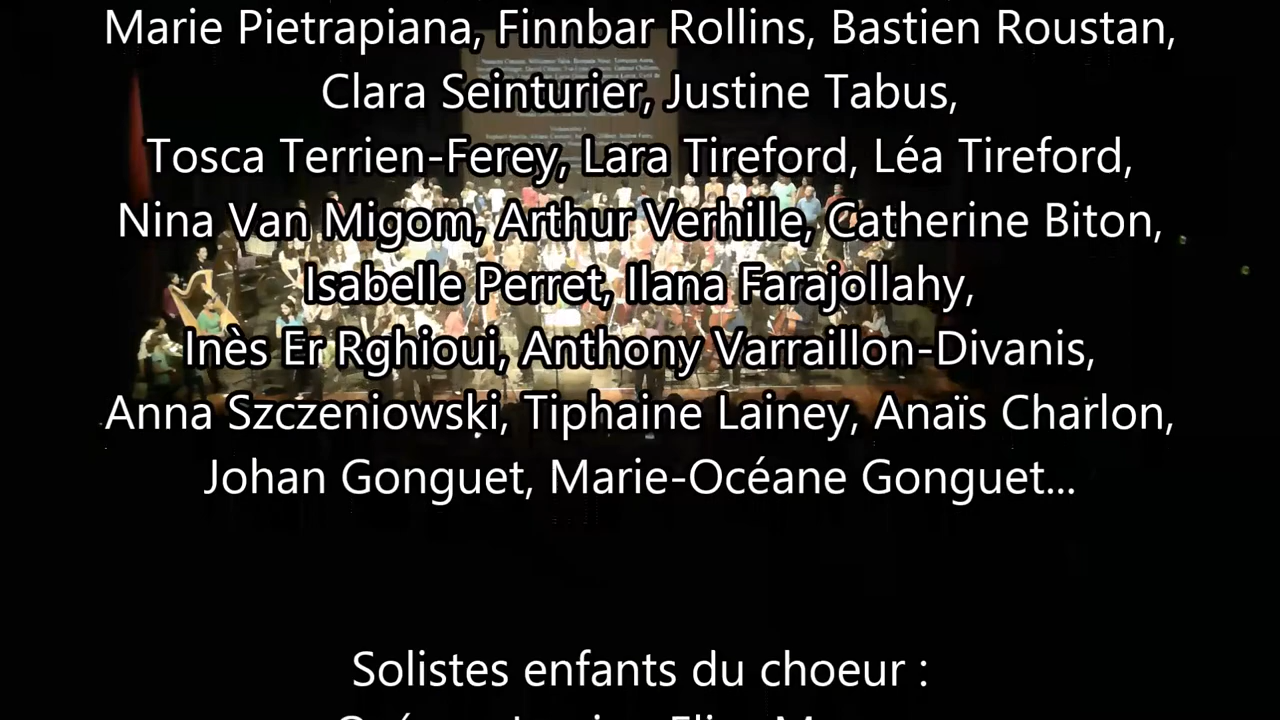 Marie Pietrapiana, Finnbar Rollins, Bastien Roustan,
Clara Seinturier, Justine Tabus,
Tosca Terrien-Ferey, Lara Tireford, Léa Tireford,
Nina Van Migom, Arthur Verhille, Catherine Biton,
Isabelle Perret, Ilana Farajollahy,
Inès Er Rghioui, Anthony Varraillon-Divanis,
Anna Szczeniowski, Tiphaine Lainey, Anaïs Charlon,
Johan Gonguet, Marie-Océane Gonguet...
Solistes enfants du choeur :